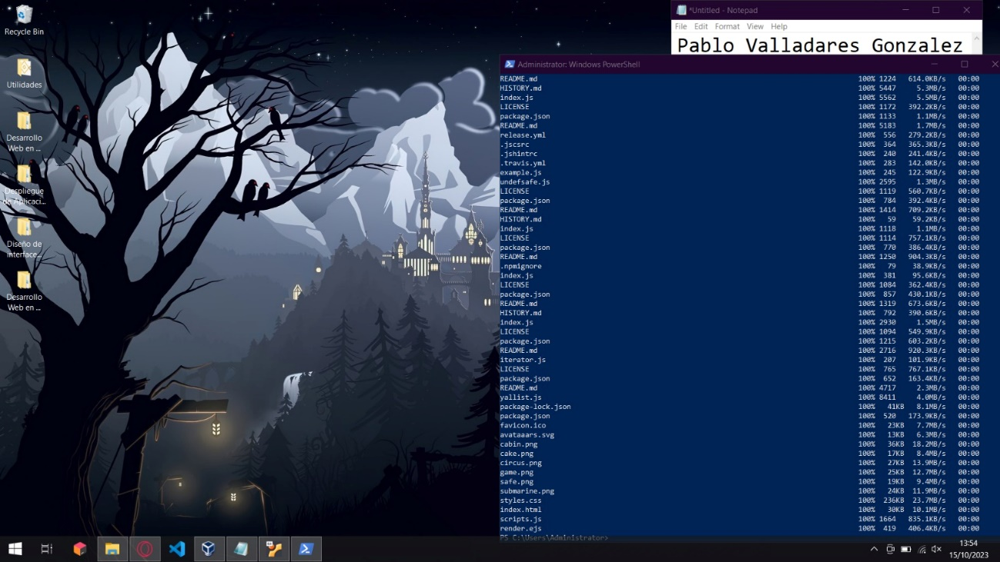 Recycle Bin
Utilidades
Desarrollo
Web en ...
Despliegue
de Aplicaci...
Diseño de
interface...
Desarrollo
Web en ...
*Untitled - Notepad
File Edit Format View Help
Pablo Valladares Gonzalez
Administrator: Windows PowerShell
README.md 100% 1224 614.0KB/s 00:00
HISTORY.md 100% 5447 5.3MB/s 00:00
index.js 100% 5562 5.5MB/s 00:00
LICENSE 100% 1172 392.2KB/s 00:00
package.json 100% 1133 1.1MB/s 00:00
README.md 100% 5183 1.7MB/s 00:00
release.yml 100% 556 279.2KB/s 00:00
.jscsrc 100% 364 365.3KB/s 00:00
.jshintrc 100% 240 241.4KB/s 00:00
.travis.yml 100% 283 142.0KB/s 00:00
example.js 100% 245 122.9KB/s 00:00
undefsafe.js 100% 2595 1.3MB/s 00:00
LICENSE 100% 1119 560.7KB/s 00:00
package.json 100% 784 392.4KB/s 00:00
README.md 100% 1414 709.2KB/s 00:00
HISTORY.md 100% 59 59.2KB/s 00:00
index.js 100% 1118 1.1MB/s 00:00
LICENSE 100% 1114 757.1KB/s 00:00
package.json 100% 770 386.4KB/s 00:00
README.md 100% 1250 904.3KB/s 00:00
.npmignore 100% 79 38.9KB/s 00:00
index.js 100% 381 95.6KB/s 00:00
LICENSE 100% 1084 362.4KB/s 00:00
package.json 100% 857 430.1KB/s 00:00
README.md 100% 1319 673.6KB/s 00:00
HISTORY.md 100% 792 390.6KB/s 00:00
index.js 100% 2930 1.5MB/s 00:00
LICENSE 100% 1094 549.9KB/s 00:00
package.json 100% 1215 603.2KB/s 00:00
README.md 100% 2716 920.3KB/s 00:00
iterator.js 100% 207 101.9KB/s 00:00
LICENSE 100% 765 767.1KB/s 00:00
package.json 100% 652 163.4KB/s 00:00
README.md 100% 4717 2.3MB/s 00:00
yallist.js 100% 8411 4.0MB/s 00:00
package-lock.json 100% 41KB 8.1MB/s 00:00
package.json 100% 520 173.9KB/s 00:00
favicon.ico 100% 23KB 7.7MB/s 00:00
avataaars.svg 100% 13KB 6.3MB/s 00:00
cabin.png 100% 36KB 18.2MB/s 00:00
cake.png 100% 17KB 8.4MB/s 00:00
circus.png 100% 27KB 13.9MB/s 00:00
game.png 100% 25KB 12.7MB/s 00:00
safe.png 100% 19KB 9.4MB/s 00:00
submarine.png 100% 24KB 11.9MB/s 00:00
styles.css 100% 236KB 23.7MB/s 00:00
index.html 100% 30KB 10.1MB/s 00:00
scripts.js 100% 1664 835.1KB/s 00:00
render.ejs 100% 419 406.4KB/s 00:00
PS C:\Users\Administrator>
13:54
15/10/2023